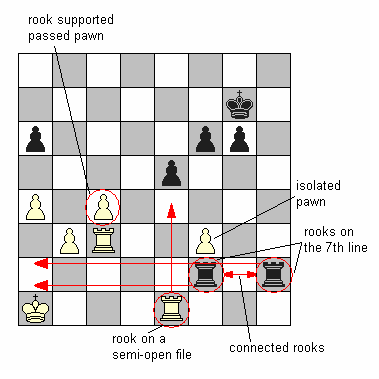 rook supported
passed pawn
isolated
pawn
rooks on
the 7th line
rook on a
semi-open file
connected rooks